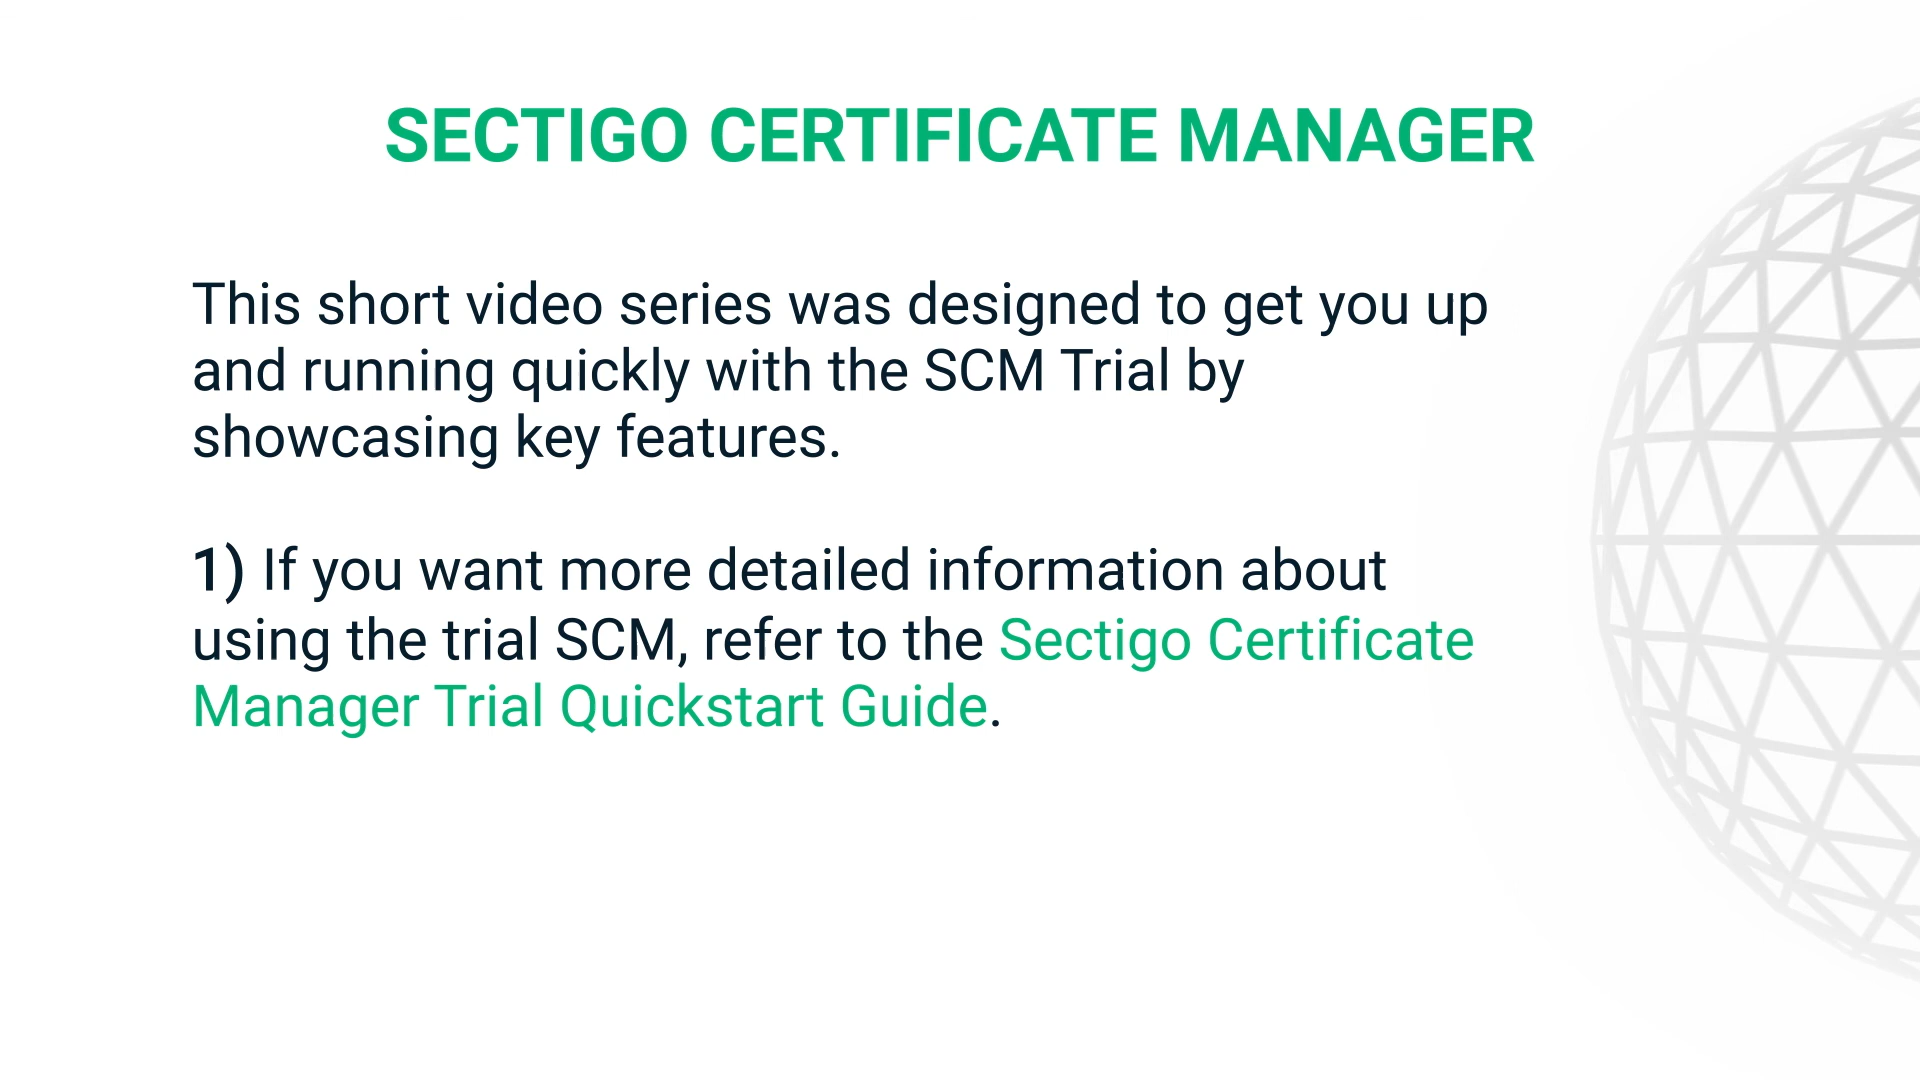 SECTIGO CERTIFICATE MANAGER
This short video series was designed to get you up
and running quickly with the SCM Trial by
showcasing key features.
1) If you want more detailed information about
using the trial SCM, refer to the Sectigo Certificate
Manager Trial Quickstart Guide.